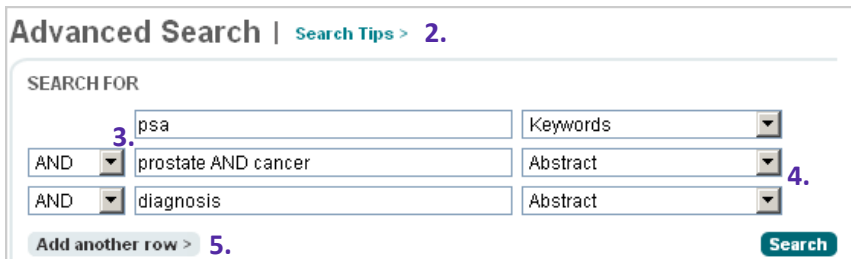 Advanced Search | Search Tips > 2.
SEARCH FOR
psa Keywords
3.
AND prostate AND cancer Abstract
4.
AND diagnosis Abstract
Add another row > 5. Search